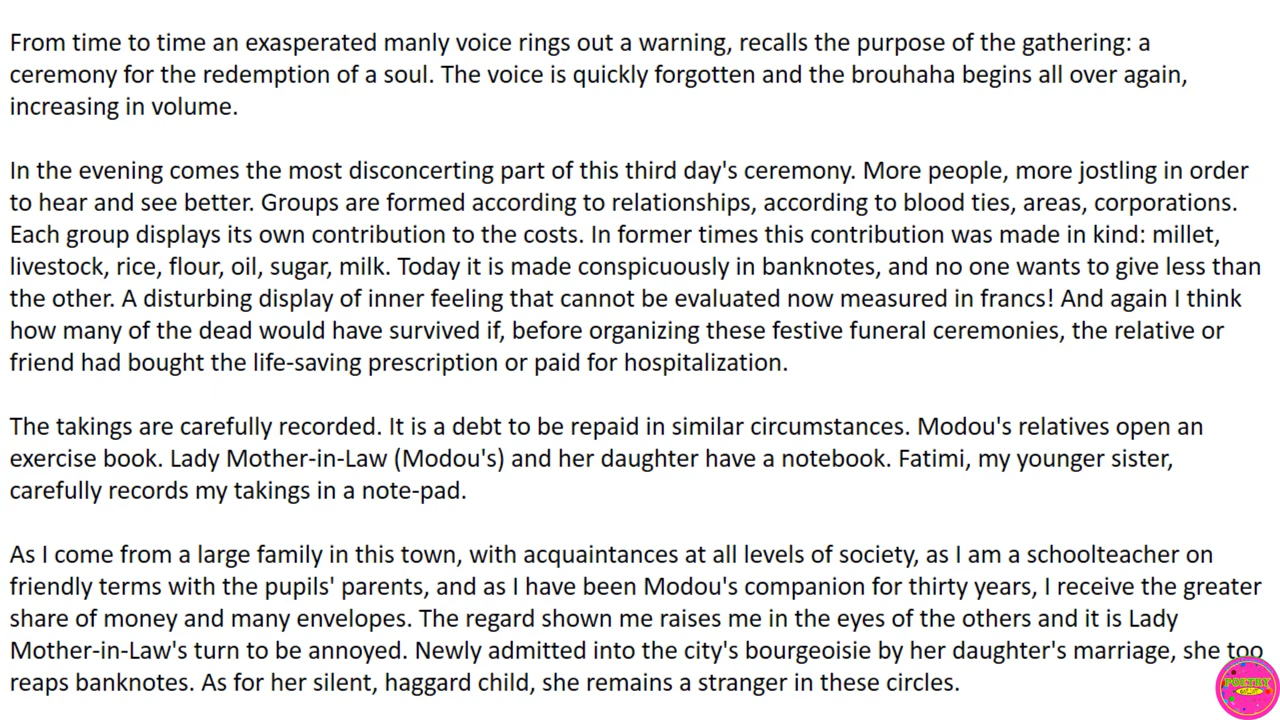 From time to time an exasperated manly voice rings out a warning, recalls the purpose of the gathering: a
ceremony for the redemption of a soul. The voice is quickly forgotten and the brouhaha begins all over again,
increasing in volume.
In the evening comes the most disconcerting part of this third day's ceremony. More people, more jostling in order
to hear and see better. Groups are formed according to relationships, according to blood ties, areas, corporations.
Each group displays its own contribution to the costs. In former times this contribution was made in kind: millet,
livestock, rice, flour, oil, sugar, milk. Today it is made conspicuously in banknotes, and no one wants to give less than
the other. A disturbing display of inner feeling that cannot be evaluated now measured in francs! And again I think
how many of the dead would have survived if, before organizing these festive funeral ceremonies, the relative or
friend had bought the life-saving prescription or paid for hospitalization.
The takings are carefully recorded. It is a debt to be repaid in similar circumstances. Modou's relatives open an
exercise book. Lady Mother-in-Law (Modou's) and her daughter have a notebook. Fatimi, my younger sister,
carefully records my takings in a note-pad.
As I come from a large family in this town, with acquaintances at all levels of society, as I am a schoolteacher on
friendly terms with the pupils' parents, and as I have been Modou's companion for thirty years, I receive the greater
share of money and many envelopes. The regard shown me raises me in the eyes of the others and it is Lady
Mother-in-Law's turn to be annoyed. Newly admitted into the city's bourgeoisie by her daughter's marriage, she too
reaps banknotes. As for her silent, haggard child, she remains a stranger in these circles.
POETRY